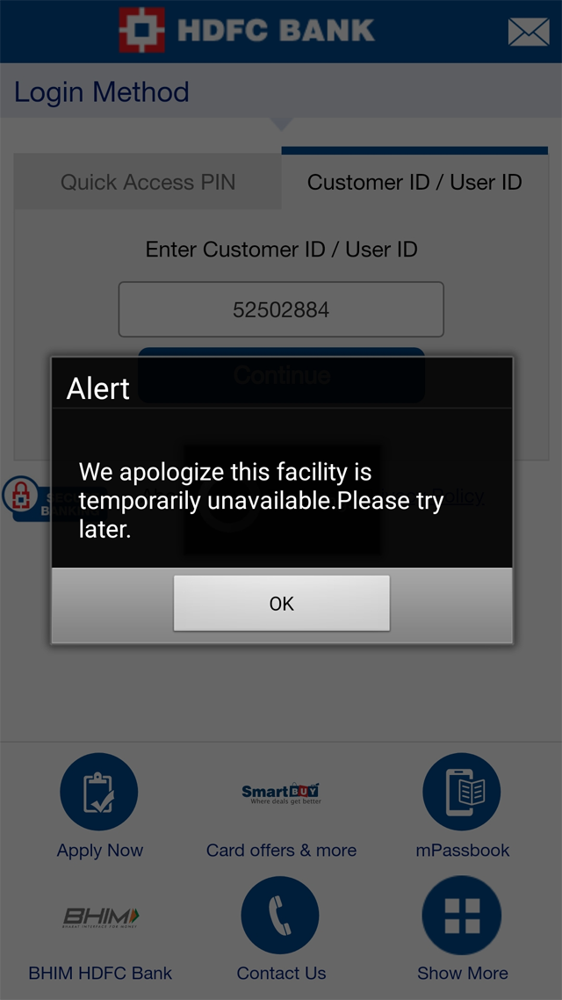 HDFC BANK
Login Method
Quick Access PIN
Customer ID / User ID
Enter Customer ID / User ID
52502884
Continue
Alert
We apologize this facility is
temporarily unavailable.Please try
later.
Policy
OK
Apply Now
SmartBUY
Where deals get better
Card offers & more
mPassbook
BHIM
BHARAT INTERFACE FOR MONEY
BHIM HDFC Bank
Contact Us
Show More